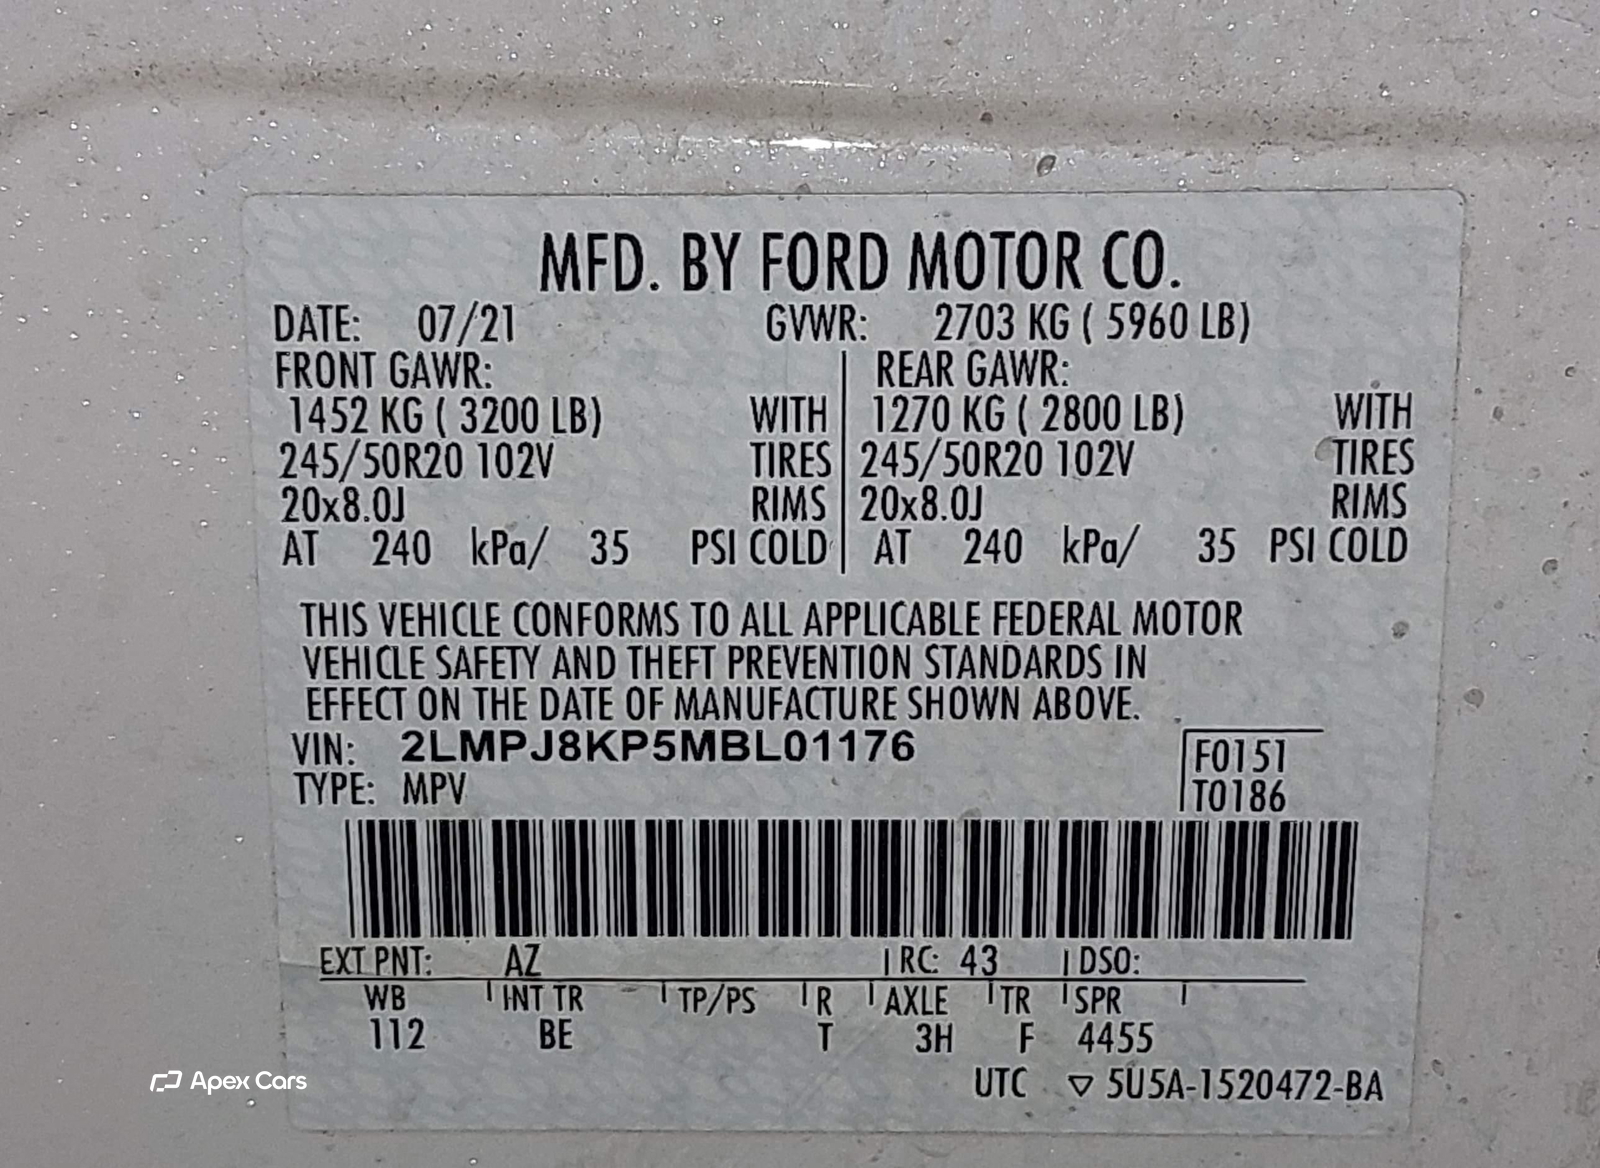 MFD. BY FORD MOTOR CO.
DATE: 07/21 GVWR: 2703 KG ( 5960 LB)
FRONT GAWR: REAR GAWR:
1452 KG ( 3200 LB) WITH 1270 KG ( 2800 LB) WITH
245/50R20 102V TIRES 245/50R20 102V TIRES
20x8.0J RIMS 20x8.0J RIMS
AT 240 kPa/ 35 PSI COLD AT 240 kPa/ 35 PSI COLD
THIS VEHICLE CONFORMS TO ALL APPLICABLE FEDERAL MOTOR
VEHICLE SAFETY AND THEFT PREVENTION STANDARDS IN
EFFECT ON THE DATE OF MANUFACTURE SHOWN ABOVE.
VIN: 2LMPJ8KP5MBL01176 F0151
TYPE: MPV T0186
EXT PNT: AZ RC: 43 DSO:
WB INT TR TP/PS R AXLE TR SPR
112 BE T 3H F 4455
UTC ▽ 5U5A-1520472-BA
Apex Cars